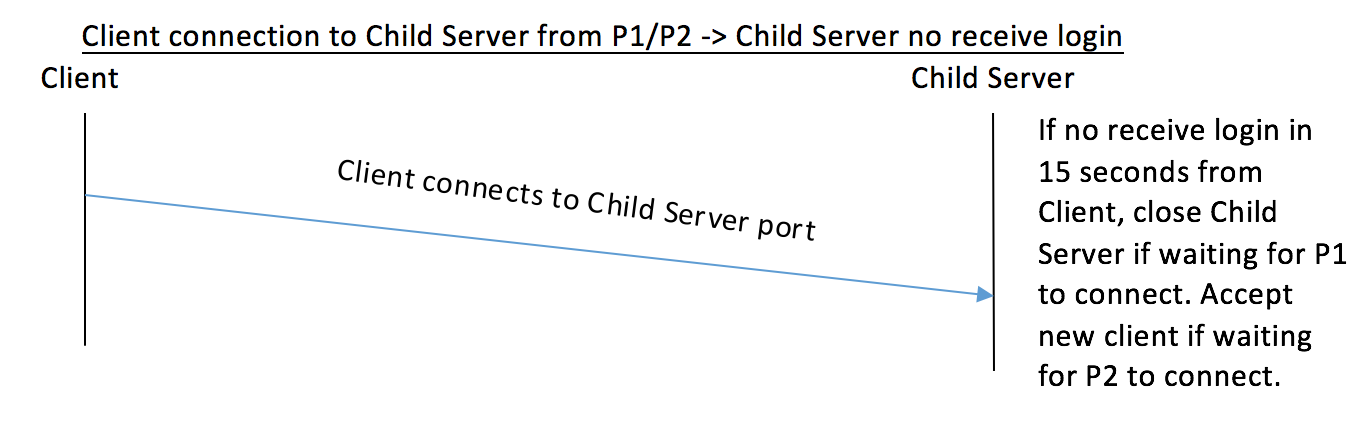 Client connection to Child Server from P1/P2 -> Child Server no receive login
Client
Child Server
Client connects to Child Server port
If no receive login in
15 seconds from
Client, close Child
Server if waiting for P1
to connect. Accept
new client if waiting
for P2 to connect.